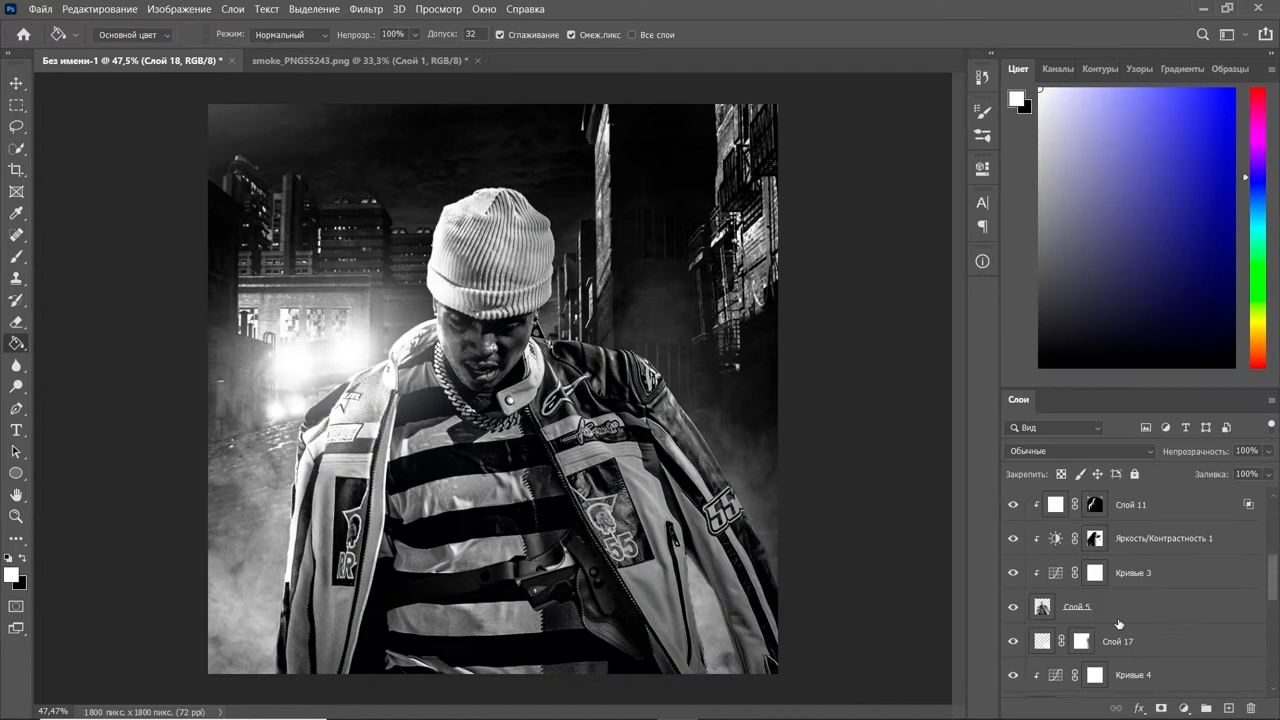 Ps Файл Редактирование Изображение Слои Текст Выделение Фильтр 3D Просмотр Окно Справка
Основной цвет Режим: Нормальный Непрозр.: 100% Допуск: 32 Сглаживание Смеж.пикс Все слои
Без имени-1 @ 47,5% (Слой 18, RGB/8) * × smoke_PNG55243.png @ 33,3% (Слой 1, RGB/8) * ×
Цвет Каналы Контуры Узоры Градиенты Образцы
Слои
Вид
Обычные Непрозрачность: 100%
Закрепить: Заливка: 100%
Слой 11
Яркость/Контрастность 1
Кривые 3
Слой 5
Слой 17
Кривые 4
55
55
47,47% 1800 пикс. x 1800 пикс. (72 ppi)